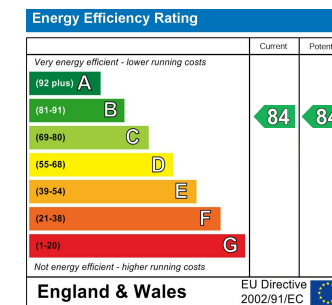 Energy Efficiency Rating
Current Potent
Very energy efficient - lower running costs
(92 plus) A
(81-91) B
84 84
(69-80) C
(55-68) D
(39-54) E
(21-38) F
(1-20) G
Not energy efficient - higher running costs
England & Wales
EU Directive
2002/91/EC